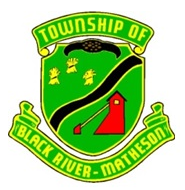 TOWNSHIP OF
BLACK RIVER - MATHESON